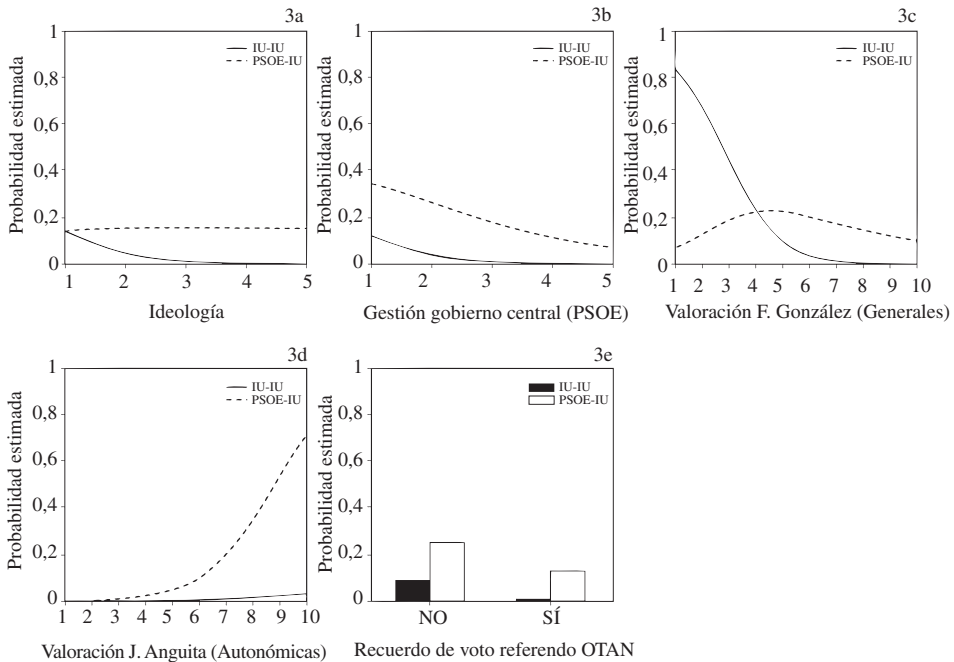 3a
1
0,8
0,6
0,4
0,2
0
Probabilidad estimada
IU-IU
PSOE-IU
1 2 3 4 5
Ideología
3b
1
0,8
0,6
0,4
0,2
0
Probabilidad estimada
IU-IU
PSOE-IU
1 2 3 4 5
Gestión gobierno central (PSOE)
3c
1
0,8
0,6
0,4
0,2
0
Probabilidad estimada
IU-IU
PSOE-IU
1 2 3 4 5 6 7 8 9 10
Valoración F. González (Generales)
3d
1
0,8
0,6
0,4
0,2
0
Probabilidad estimada
IU-IU
PSOE-IU
1 2 3 4 5 6 7 8 9 10
Valoración J. Anguita (Autonómicas)
3e
1
0,8
0,6
0,4
0,2
0
Probabilidad estimada
IU-IU
PSOE-IU
NO SÍ
Recuerdo de voto referendo OTAN